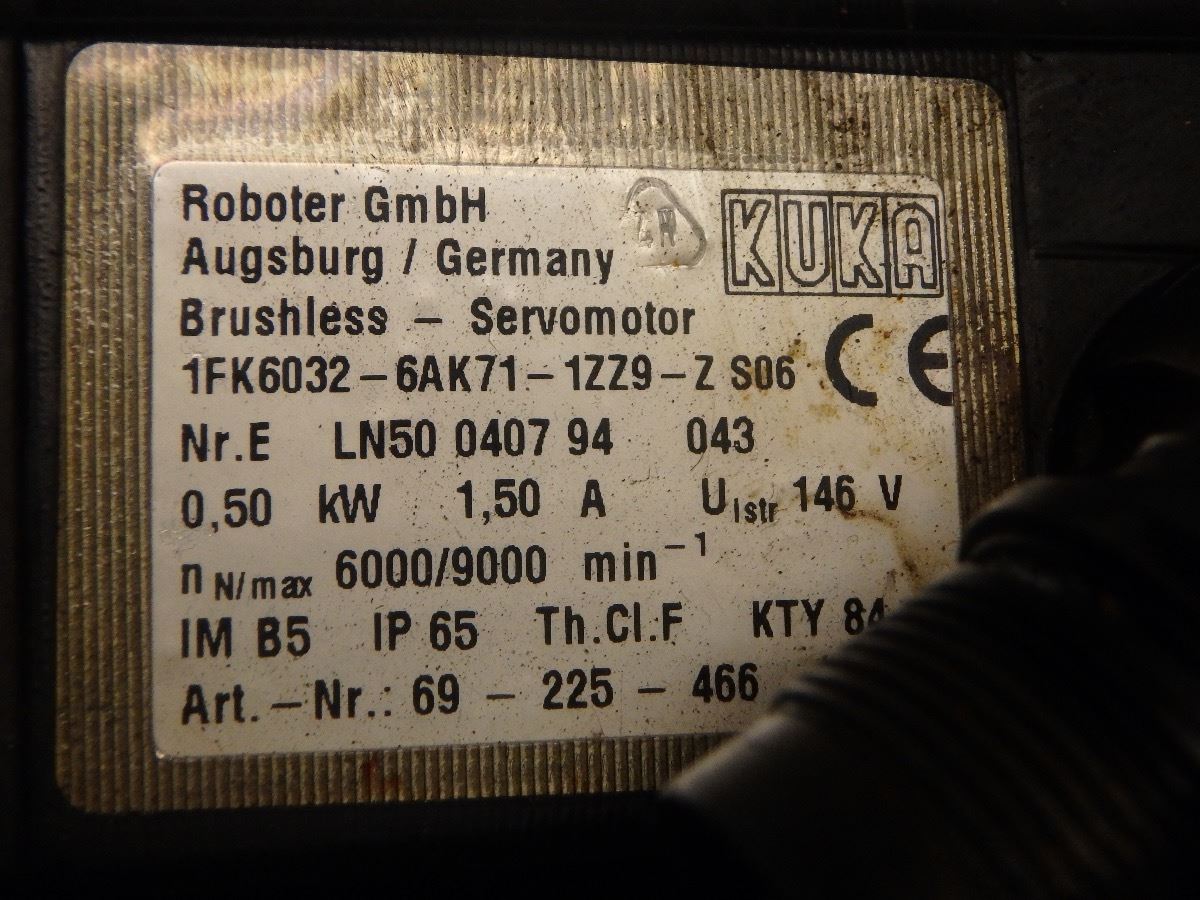 Roboter GmbH
KUKA
Augsburg / Germany
Brushless – Servomotor
1FK6032–6AK71–1ZZ9–Z S06 CE
Nr.E LN50 0407 94 043
0,50 kW 1,50 A U Istr 146 V
n N/max 6000/9000 min⁻¹
IM B5 IP 65 Th.Cl.F KTY 84
Art.–Nr.: 69 – 225 – 466